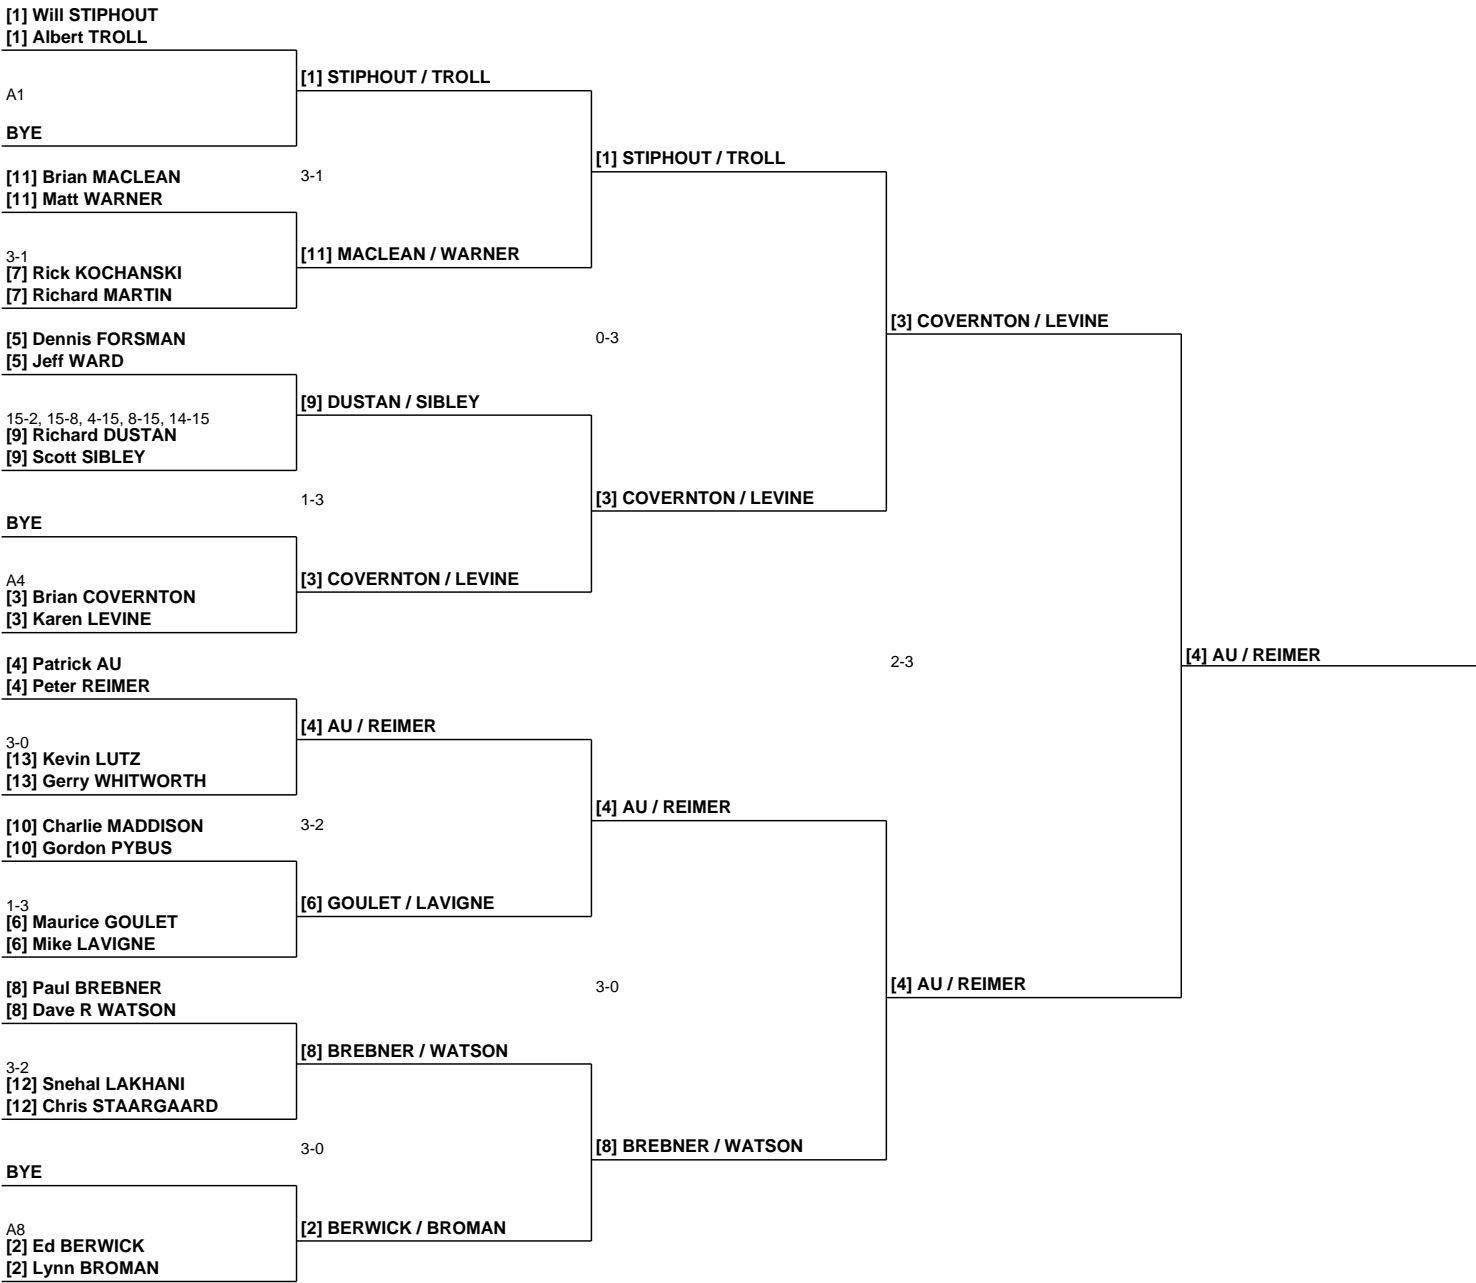 [1] Will STIPHOUT
[1] Albert TROLL
[1] STIPHOUT / TROLL
A1
BYE
[1] STIPHOUT / TROLL
[11] Brian MACLEAN
3-1
[11] Matt WARNER
3-1
[11] MACLEAN / WARNER
[7] Rick KOCHANSKI
[7] Richard MARTIN
[3] COVERNTON / LEVINE
[5] Dennis FORSMAN
0-3
[5] Jeff WARD
[9] DUSTAN / SIBLEY
15-2, 15-8, 4-15, 8-15, 14-15
[9] Richard DUSTAN
[9] Scott SIBLEY
1-3
[3] COVERNTON / LEVINE
BYE
A4
[3] COVERNTON / LEVINE
[3] Brian COVERNTON
[3] Karen LEVINE
[4] Patrick AU
2-3
[4] AU / REIMER
[4] Peter REIMER
[4] AU / REIMER
3-0
[13] Kevin LUTZ
[13] Gerry WHITWORTH
[4] AU / REIMER
[10] Charlie MADDISON
3-2
[10] Gordon PYBUS
1-3
[6] GOULET / LAVIGNE
[6] Maurice GOULET
[6] Mike LAVIGNE
[8] Paul BREBNER
3-0
[4] AU / REIMER
[8] Dave R WATSON
[8] BREBNER / WATSON
3-2
[12] Snehal LAKHANI
[12] Chris STAARGAARD
3-0
[8] BREBNER / WATSON
BYE
A8
[2] BERWICK / BROMAN
[2] Ed BERWICK
[2] Lynn BROMAN